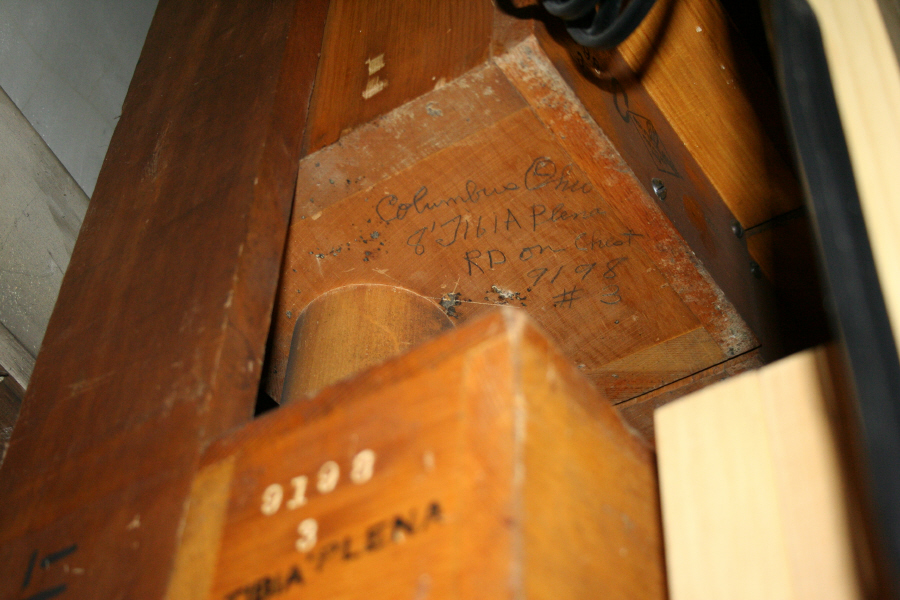 Columbus Ohio
8' TIBIA Plena
RD on Chest
9198
# 3
9198
3
TIBIA PLENA